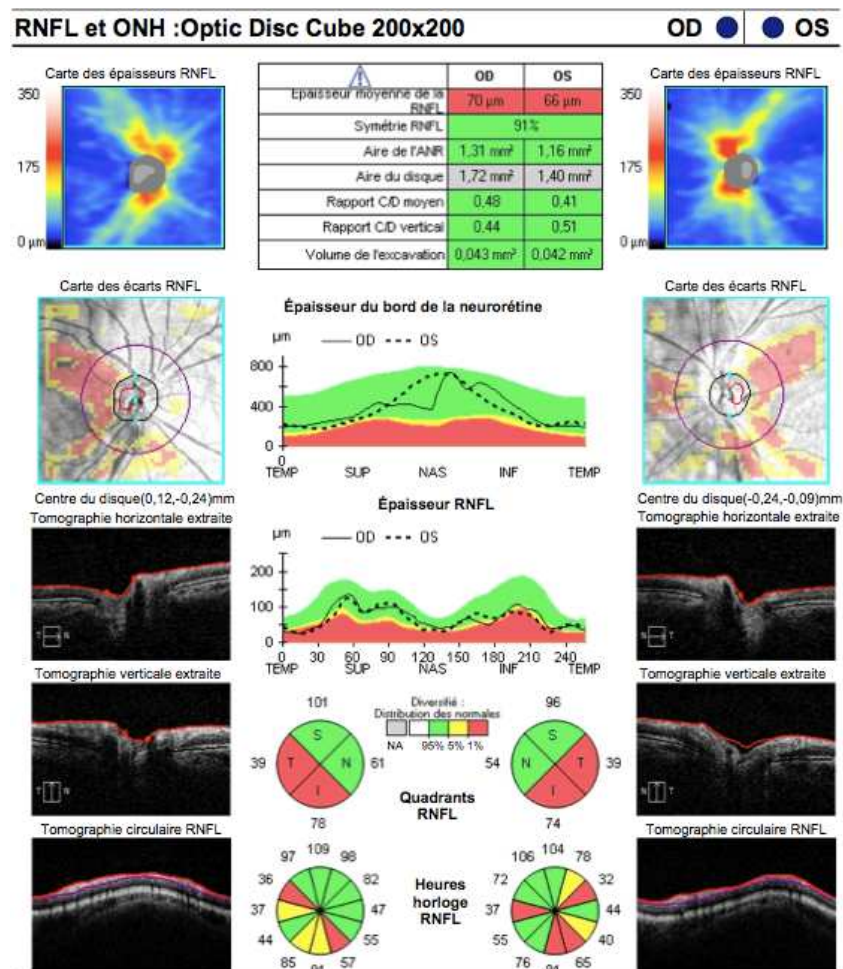 RNFL et ONH :Optic Disc Cube 200x200 OD OS
Carte des épaisseurs RNFL
350
175
0 µm
OD OS
Epaisseur moyenne de la RNFL 70 µm 66 µm
Symétrie RNFL 91%
Aire de l'ANR 1,31 mm² 1,16 mm²
Aire du disque 1,72 mm² 1,40 mm²
Rapport C/D moyen 0,48 0,41
Rapport C/D vertical 0,44 0,51
Volume de l'excavation 0,043 mm³ 0,042 mm³
Carte des épaisseurs RNFL
350
175
0 µm
Carte des écarts RNFL
Centre du disque(0,12,-0,24)mm
Épaisseur du bord de la neurorétine
µm OD OS
800
400
0
0
TEMP SUP NAS INF TEMP
Carte des écarts RNFL
Centre du disque(-0,24,-0,09)mm
Tomographie horizontale extraite
T N
Épaisseur RNFL
µm OD OS
200
100
0
0 30 60 90 120 150 180 210 240
TEMP SUP NAS INF TEMP
Tomographie horizontale extraite
N T
Tomographie verticale extraite
T N
Diversifié :
Distribution des normales
NA 95% 5% 1%
101
39 S T N I 61
78
Quadrants
RNFL
96
54 S N T I 39
74
Tomographie verticale extraite
N T
Tomographie circulaire RNFL
97 109 98
36 82
37 47
44 55
85 57
Heures
horloge
RNFL
106 104 78
72 32
37 44
55 40
76 65
Tomographie circulaire RNFL